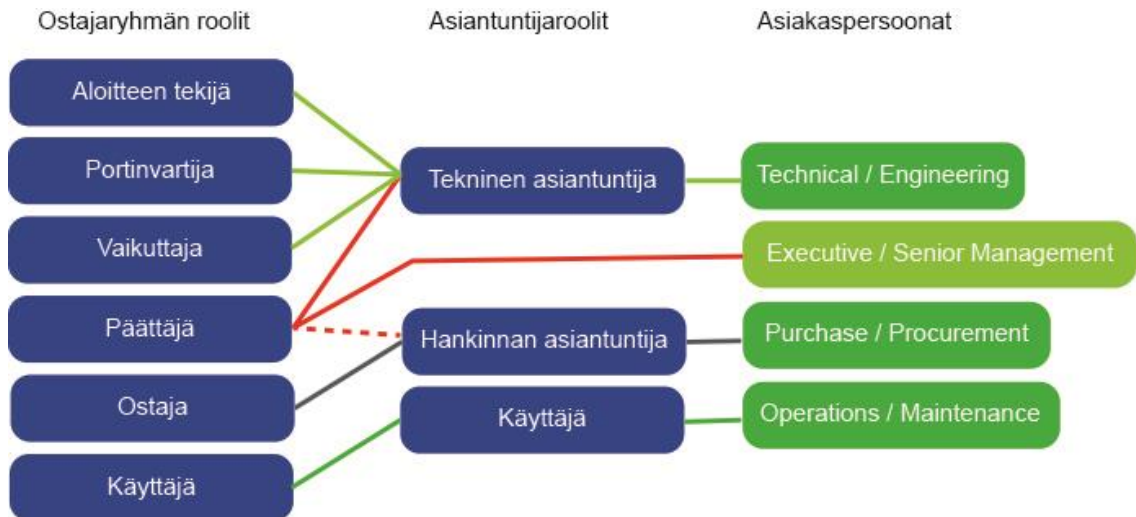 Ostajaryhmän roolit
Asiantuntijaroolit
Asiakaspersoonat
Aloitteen tekijä
Portinvartija
Vaikuttaja
Päättäjä
Ostaja
Käyttäjä
Tekninen asiantuntija
Hankinnan asiantuntija
Käyttäjä
Technical / Engineering
Executive / Senior Management
Purchase / Procurement
Operations / Maintenance